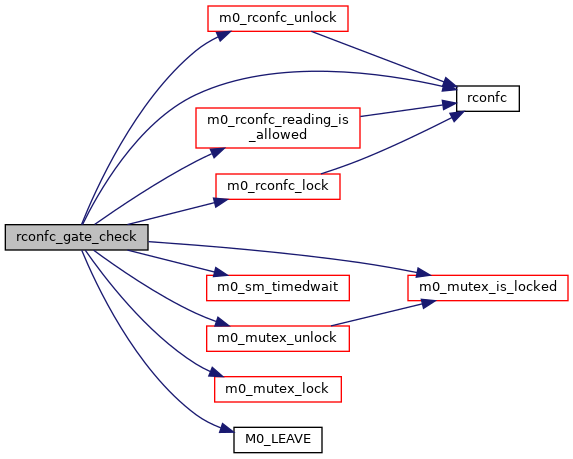 m0_rconfc_unlock
rconfc
m0_rconfc_reading_is
_allowed
m0_rconfc_lock
rconfc_gate_check
m0_sm_timedwait
m0_mutex_is_locked
m0_mutex_unlock
m0_mutex_lock
M0_LEAVE